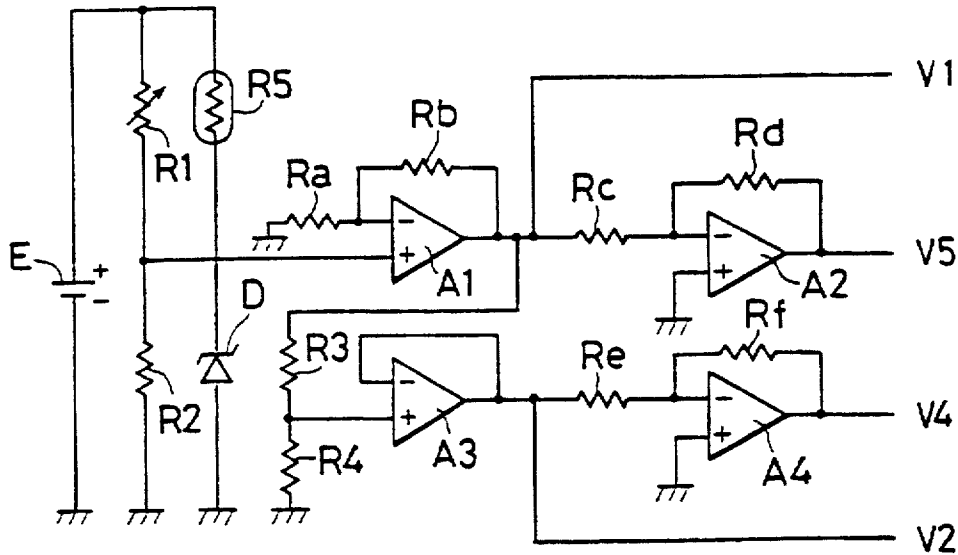 V1
R5
Rb
Rd
R1
Ra
Rc
−
+
A1
−
+
A2
V5
E
+
−
D
R3
Re
Rf
R2
−
+
A3
−
+
A4
V4
R4
V2